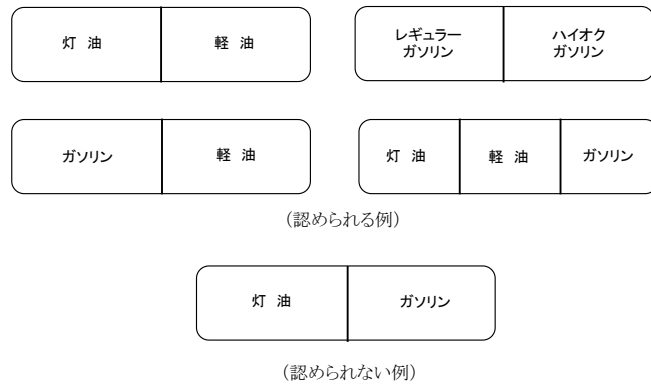 灯 油
軽 油
レギュラー
ガソリン
ハイオク
ガソリン
ガソリン
軽 油
灯 油
軽 油
ガソリン
（認められる例）
灯 油
ガソリン
（認められない例）